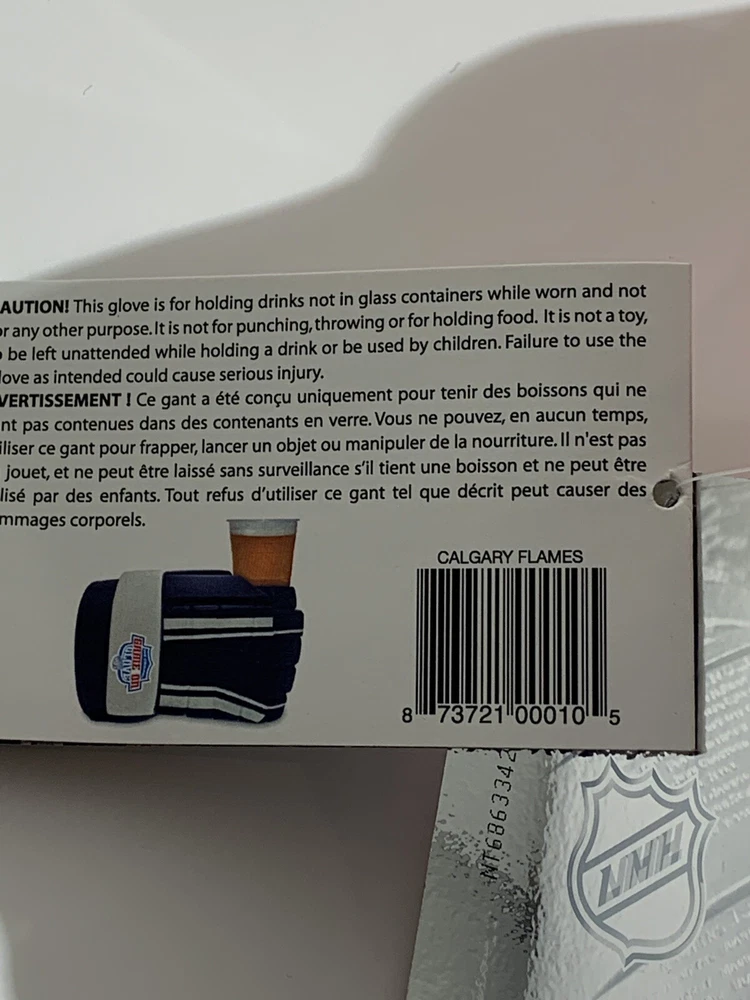 AUTION! This glove is for holding drinks not in glass containers while worn and not
or any other purpose. It is not for punching, throwing or for holding food. It is not a toy,
o be left unattended while holding a drink or be used by children. Failure to use the
love as intended could cause serious injury.
VERTISSEMENT ! Ce gant a été conçu uniquement pour tenir des boissons qui ne
nt pas contenues dans des contenants en verre. Vous ne pouvez, en aucun temps,
iliser ce gant pour frapper, lancer un objet ou manipuler de la nourriture. Il n'est pas
jouet, et ne peut être laissé sans surveillance s'il tient une boisson et ne peut être
lisé par des enfants. Tout refus d'utiliser ce gant tel que décrit peut causer des
mmages corporels.
CALGARY FLAMES
8 73721 00010 5
GAME ON
NT6863342
NHL